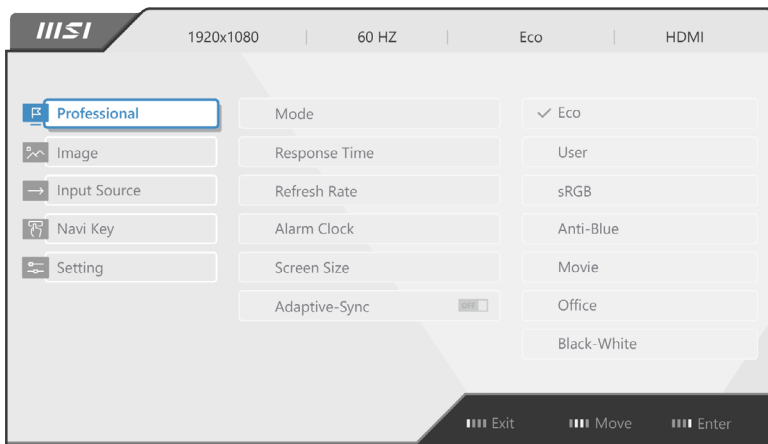 msi
1920x1080 60 HZ Eco HDMI
Professional
Image
Input Source
Navi Key
Setting
Mode
Response Time
Refresh Rate
Alarm Clock
Screen Size
Adaptive-Sync OFF
Eco
User
sRGB
Anti-Blue
Movie
Office
Black-White
Exit Move Enter